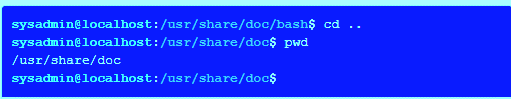 sysadmin@localhost:/usr/share/doc/bash$ cd ..
sysadmin@localhost:/usr/share/doc$ pwd
/usr/share/doc
sysadmin@localhost:/usr/share/doc$